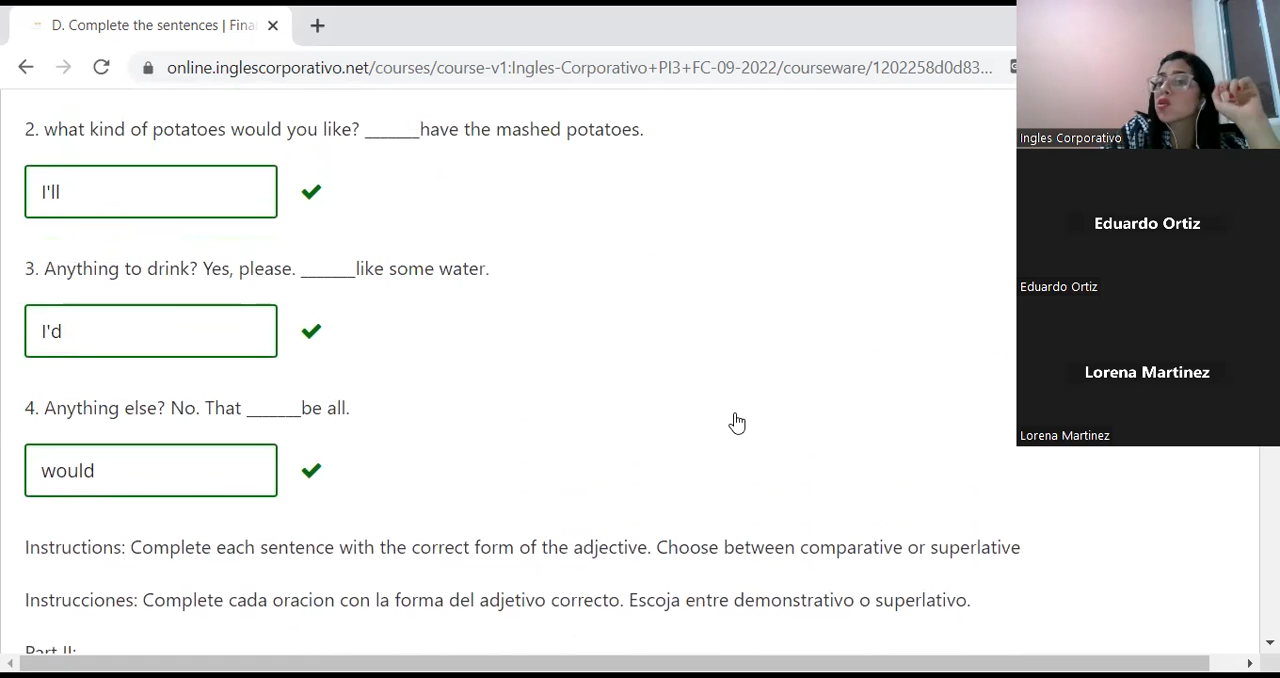 D. Complete the sentences | Fina
online.inglescorporativo.net/courses/course-v1:Ingles-Corporativo+PI3+FC-09-2022/courseware/1202258d0d83...
2. what kind of potatoes would you like? ______have the mashed potatoes.
I'll
3. Anything to drink? Yes, please. ______like some water.
I'd
4. Anything else? No. That ______be all.
would
Instructions: Complete each sentence with the correct form of the adjective. Choose between comparative or superlative
Instrucciones: Complete cada oracion con la forma del adjetivo correcto. Escoja entre demonstrativo o superlativo.
Part II:
Ingles Corporativo
Eduardo Ortiz
Eduardo Ortiz
Lorena Martinez
Lorena Martinez